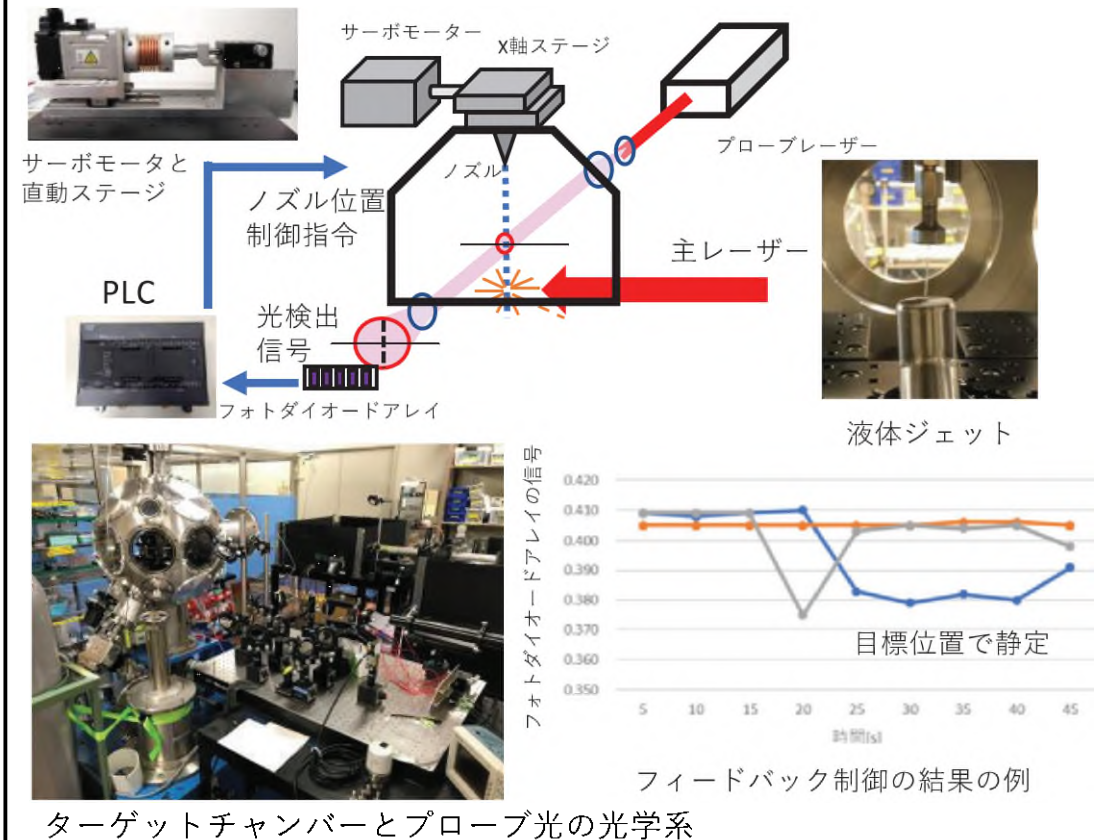 サーボモーター
X軸ステージ
サーボモータと
直動ステージ
ノズル
プローブレーザー
ノズル位置
制御指令
主レーザー
PLC
光検出
信号
フォトダイオードアレイ
液体ジェット
フォトダイオードアレイの信号
0.420
0.410
0.400
0.390
0.380
0.370
0.360
0.350
目標位置で静定
5 10 15 20 25 30 35 40 45
時間[s]
フィードバック制御の結果の例
ターゲットチャンバーとプローブ光の光学系